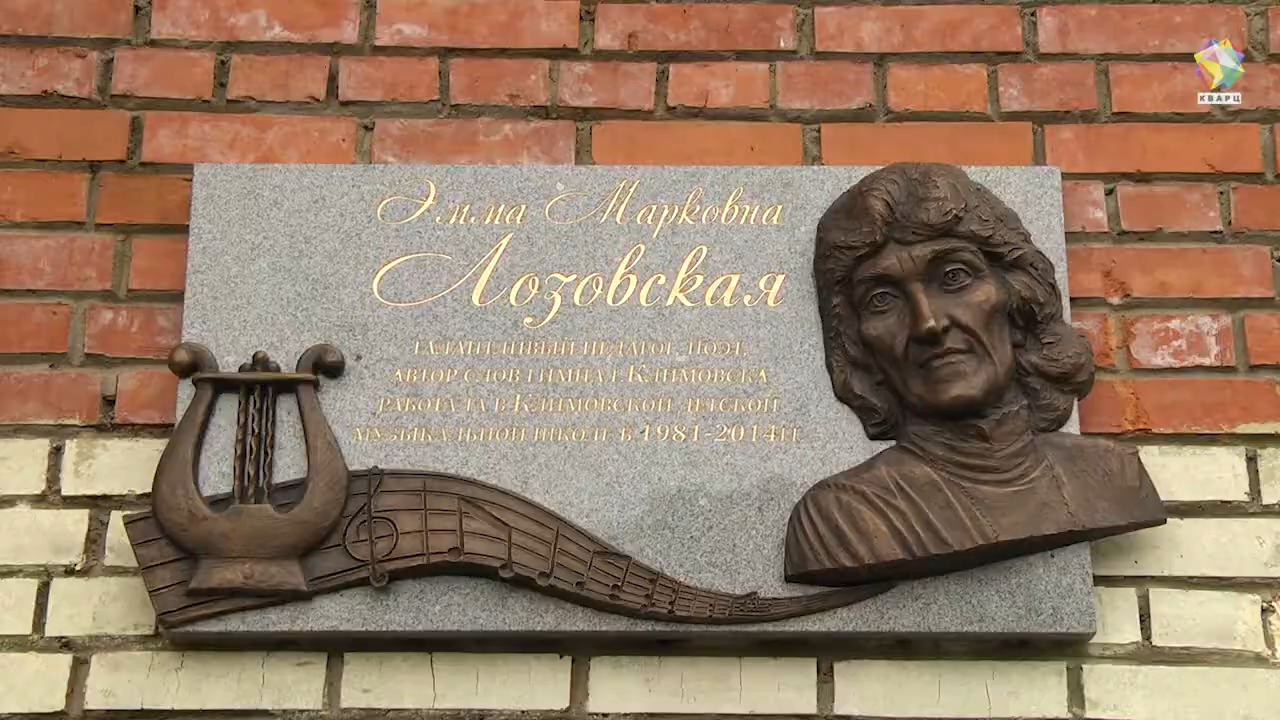 Эмма Марковна
Лозовская
талантливый педагог, поэт,
автор слов гимна г. Климовска
работала в Климовской детской
музыкальной школе в 1981-2014гг.
КВАРЦ